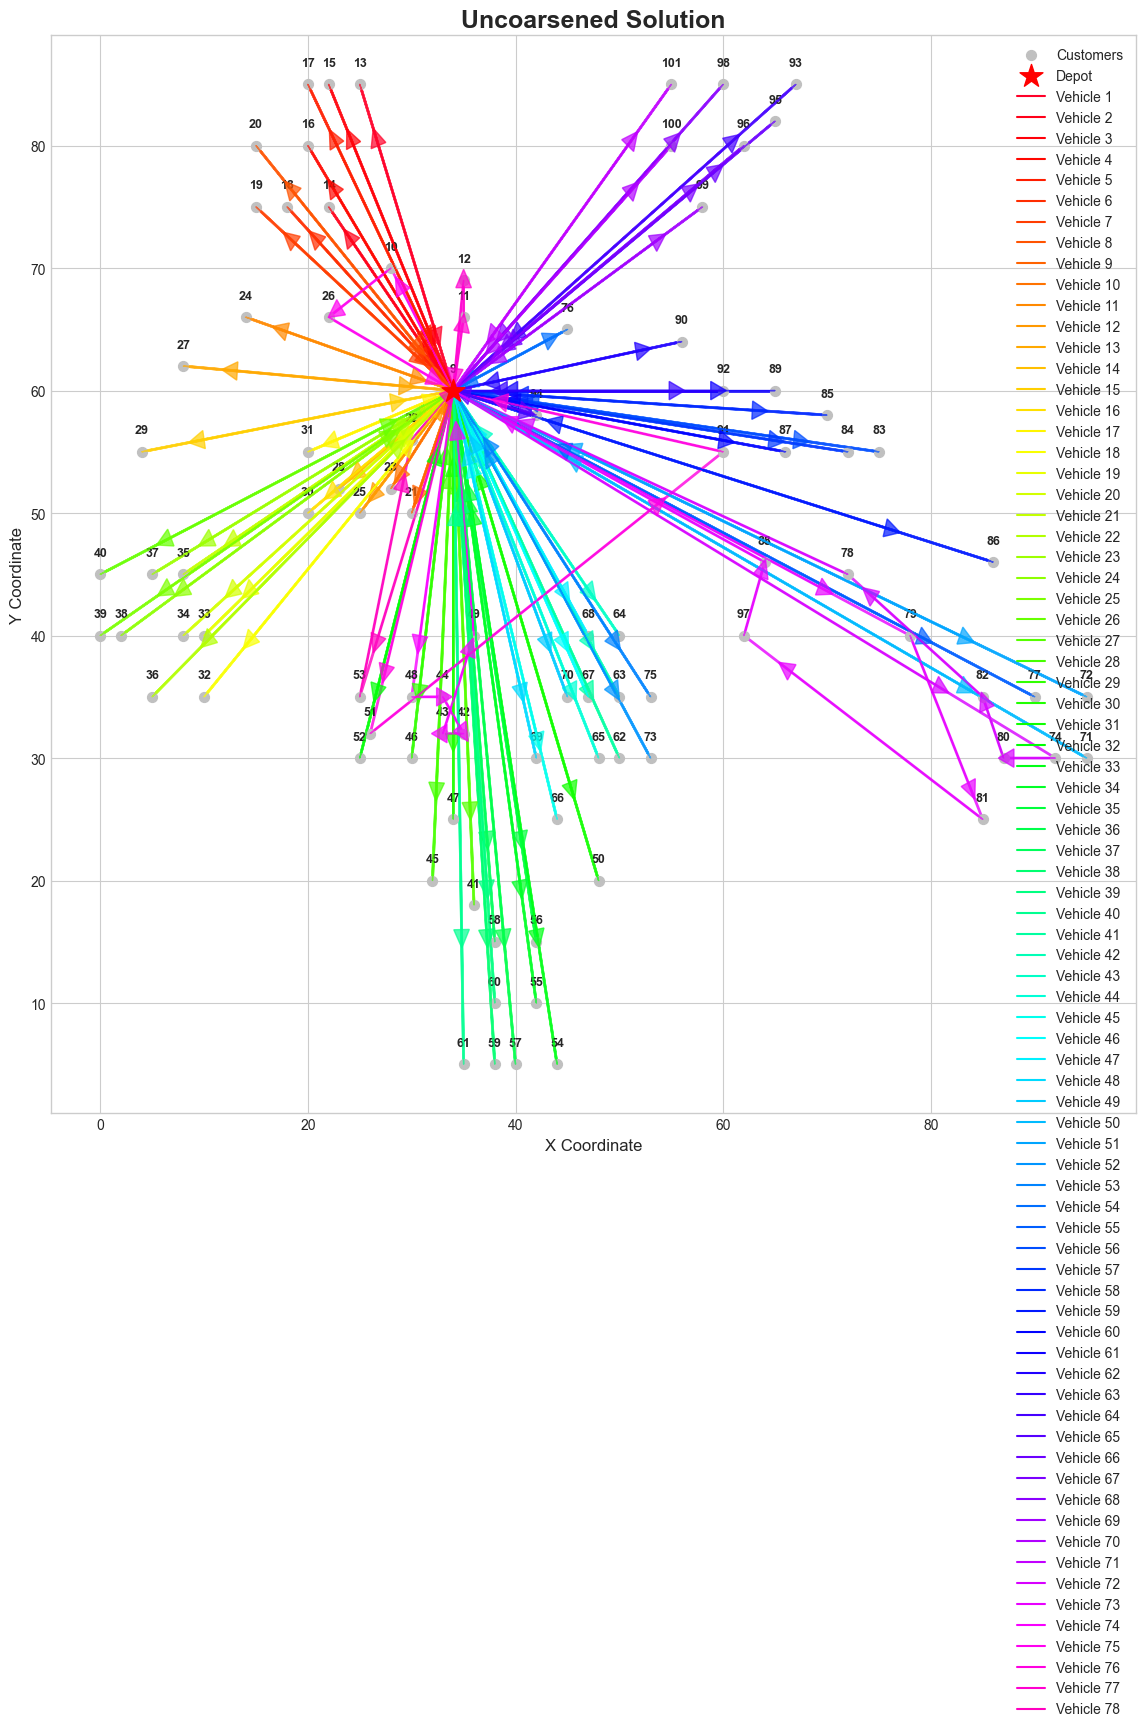 Uncoarsened Solution
Customers
Depot
Vehicle 1
Vehicle 2
Vehicle 3
Vehicle 4
Vehicle 5
Vehicle 6
Vehicle 7
Vehicle 8
Vehicle 9
Vehicle 10
Vehicle 11
Vehicle 12
Vehicle 13
Vehicle 14
Vehicle 15
Vehicle 16
Vehicle 17
Vehicle 18
Vehicle 19
Vehicle 20
Vehicle 21
Vehicle 22
Vehicle 23
Vehicle 24
Vehicle 25
Vehicle 26
Vehicle 27
Vehicle 28
Vehicle 29
Vehicle 30
Vehicle 31
Vehicle 32
Vehicle 33
Vehicle 34
Vehicle 35
Vehicle 36
Vehicle 37
Vehicle 38
Vehicle 39
Vehicle 40
Vehicle 41
Vehicle 42
Vehicle 43
Vehicle 44
Vehicle 45
Vehicle 46
Vehicle 47
Vehicle 48
Vehicle 49
Vehicle 50
Vehicle 51
Vehicle 52
Vehicle 53
Vehicle 54
Vehicle 55
Vehicle 56
Vehicle 57
Vehicle 58
Vehicle 59
Vehicle 60
Vehicle 61
Vehicle 62
Vehicle 63
Vehicle 64
Vehicle 65
Vehicle 66
Vehicle 67
Vehicle 68
Vehicle 69
Vehicle 70
Vehicle 71
Vehicle 72
Vehicle 73
Vehicle 74
Vehicle 75
Vehicle 76
Vehicle 77
Vehicle 78
17 15 13 101 98 93
95
20 16 100 96
19 18 14 99
10 12
24 26 11 76
27 90
92 89
85
29 31 91 87 84 83
28 23
30 25 21
40 37 35 88 78 86
39 38 34 33 68 64 79
36 32 53 48 44 70 67 63 75 82 77 72
51 43 42
52 46 65 62 73 80 74 71
47 66 81
45 50
41
58 56
60 55
61 59 57 54
80
70
60
50
40
30
20
10
0 20 40 60 80
X Coordinate
Y Coordinate